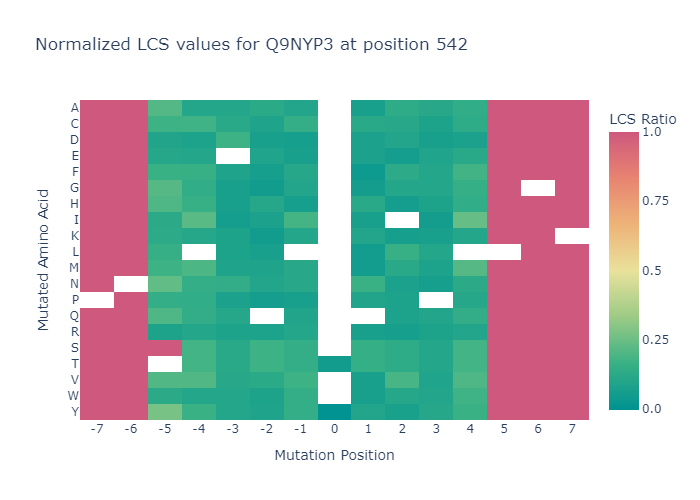 Normalized LCS values for Q9NYP3 at position 542
LCS Ratio
1.0
0.75
0.5
0.25
0.0
Mutated Amino Acid
A
C
D
E
F
G
H
I
K
L
M
N
P
Q
R
S
T
V
W
Y
-7 -6 -5 -4 -3 -2 -1 0 1 2 3 4 5 6 7
Mutation Position